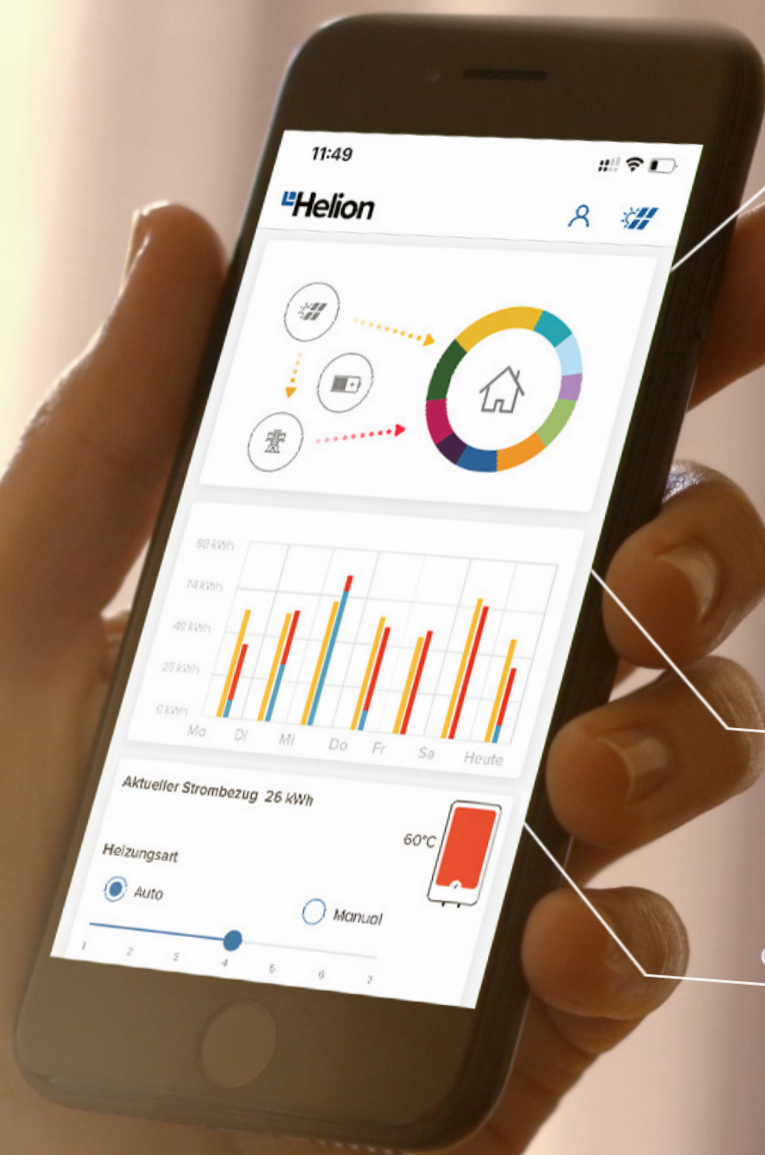 11:49
Helion
98 kWh
74 kWh
49 kWh
25 kWh
0 kWh
Mo Di Mi Do Fr Sa Heute
Aktueller Strombezug 26 kWh
60°C
Heizungsart
Auto
Manual
1 2 3 4 5 6 7